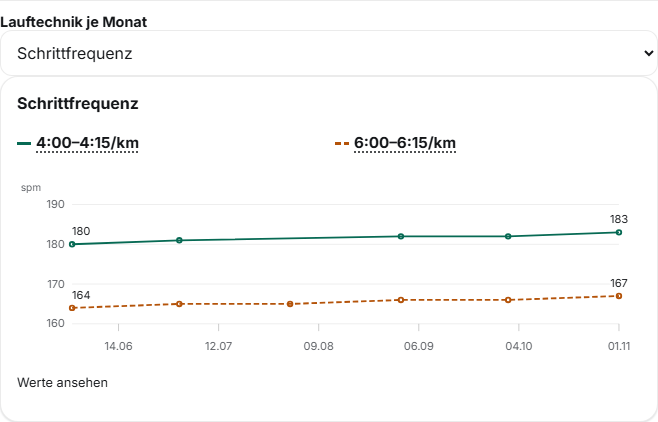 Lauftechnik je Monat
Schrittfrequenz
Schrittfrequenz
4:00–4:15/km 6:00–6:15/km
spm
190
183
180
180
170
167
164
160
14.06 12.07 09.08 06.09 04.10 01.11
Werte ansehen